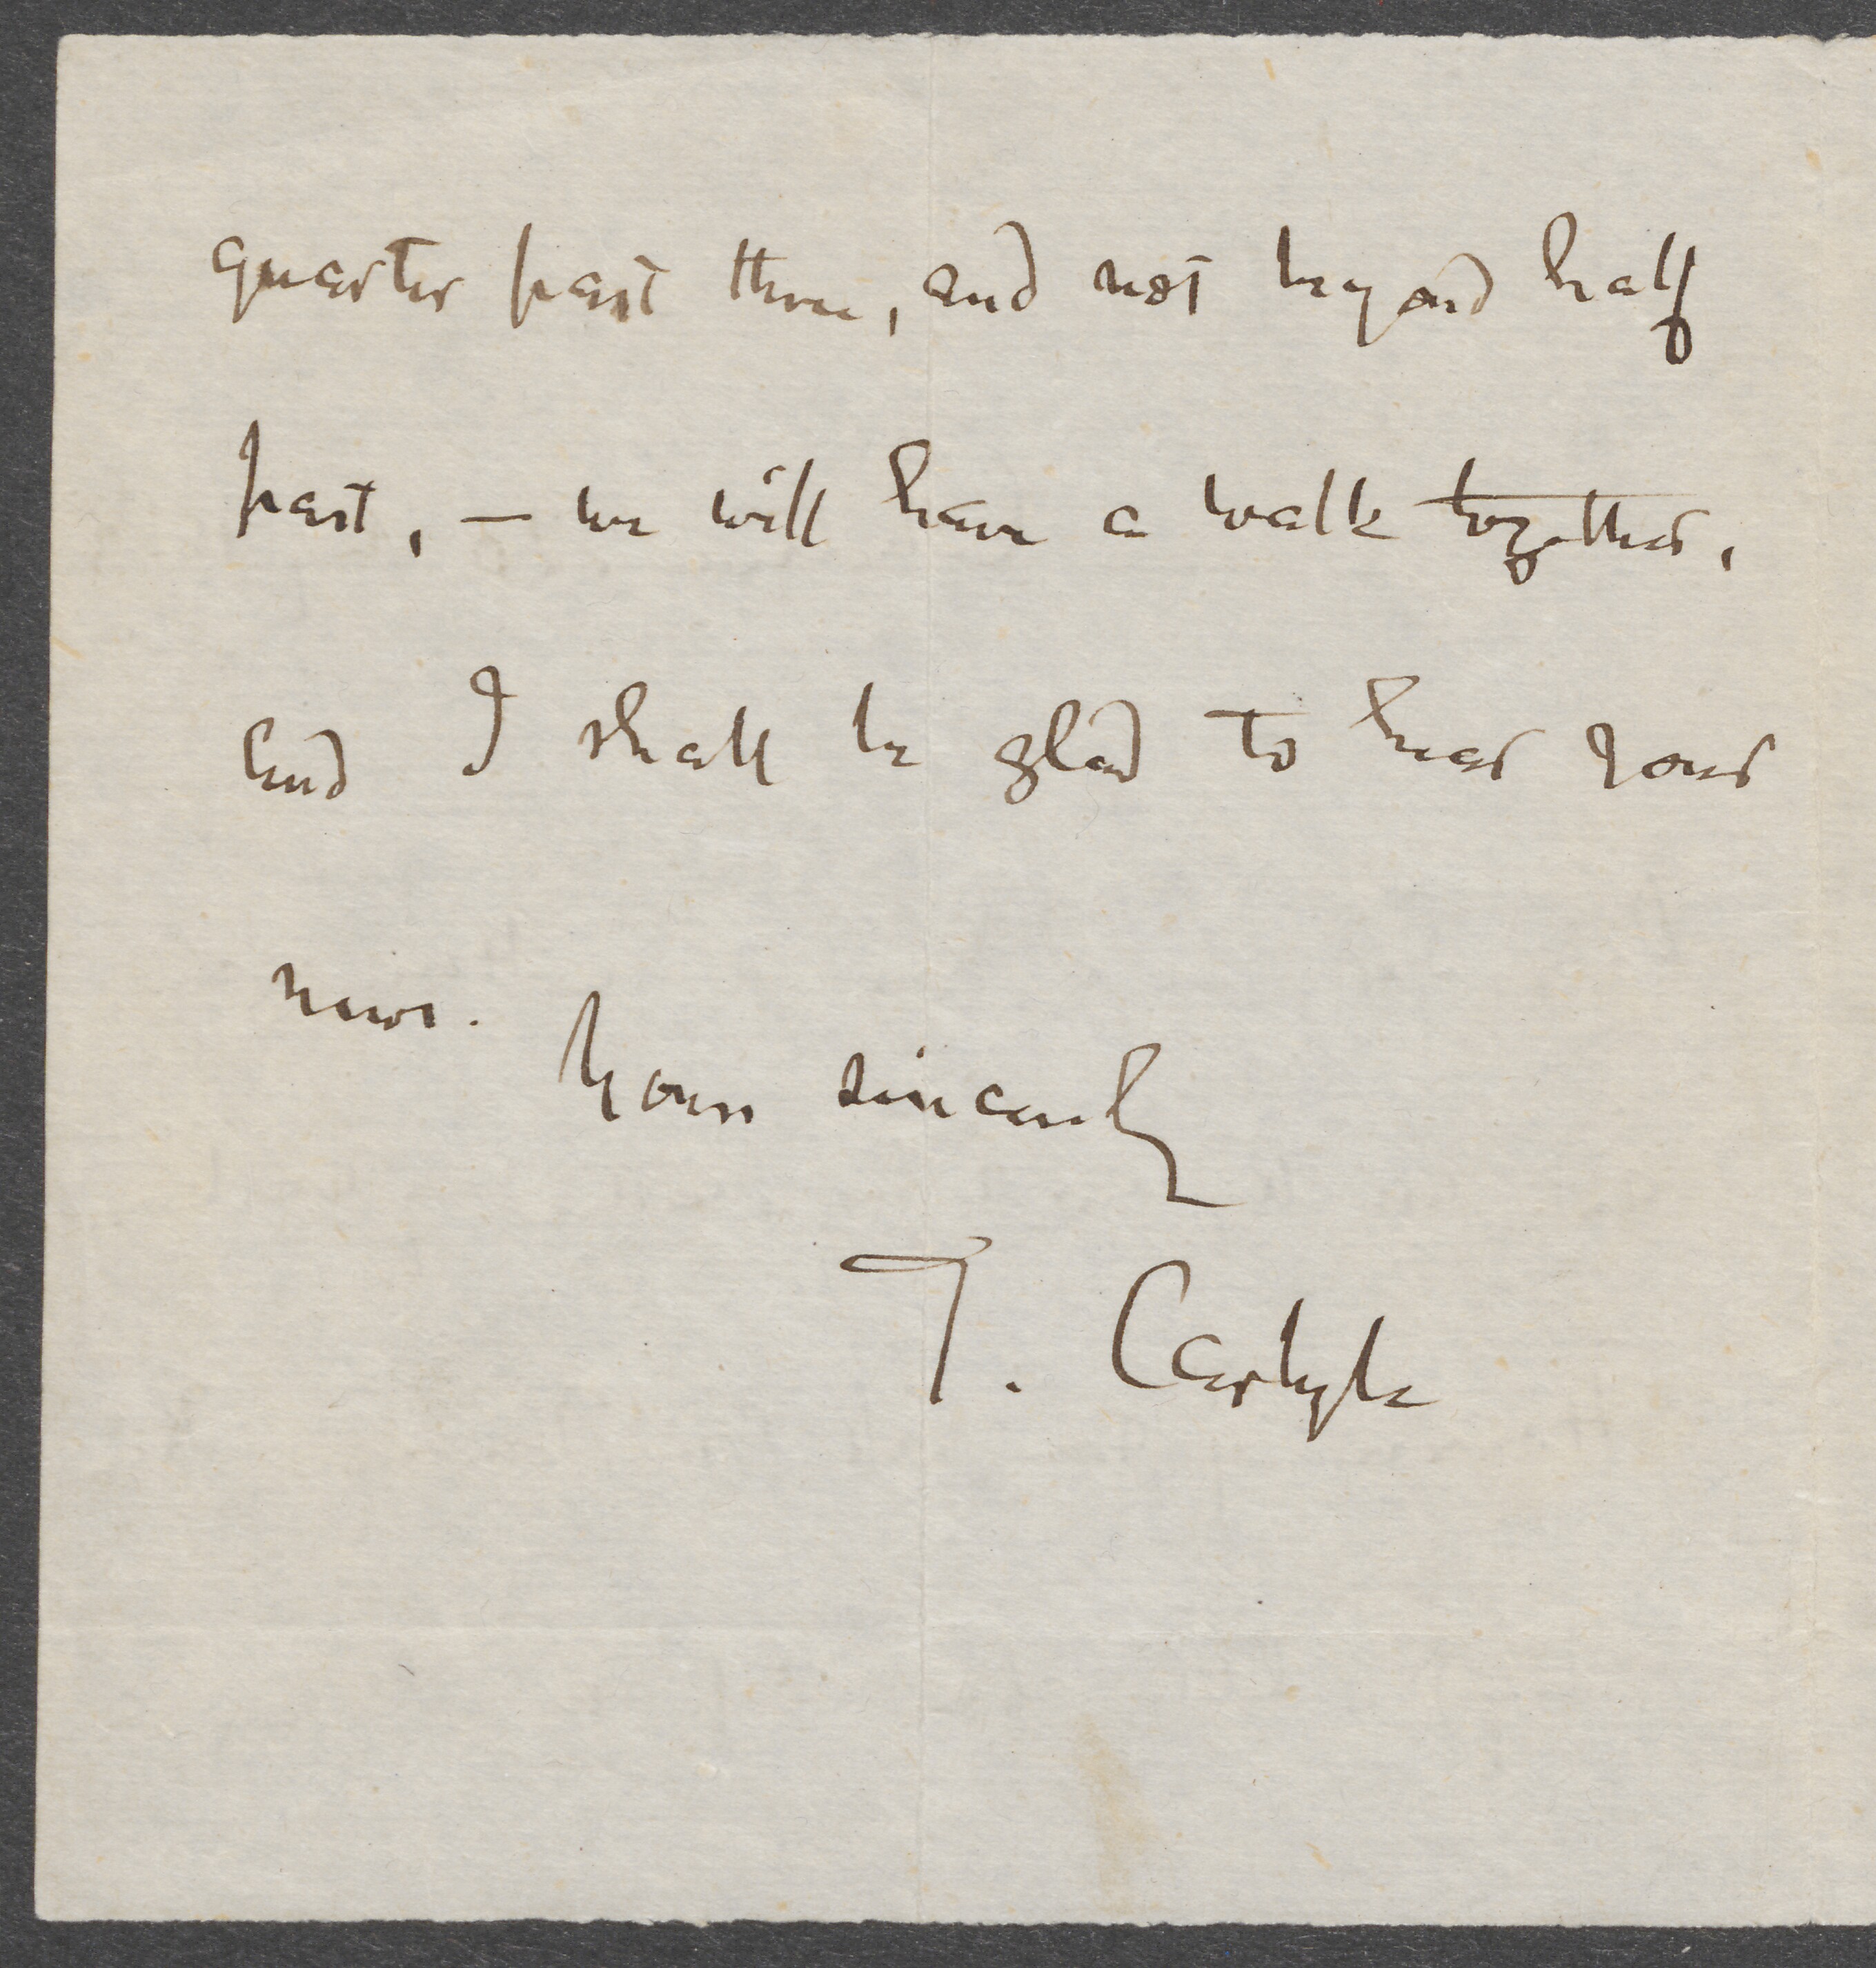 quarter past three, and not beyond half
past, — we will have a walk together,
and I shall be glad to hear your
news.
Yours sincerely
T. Carlyle